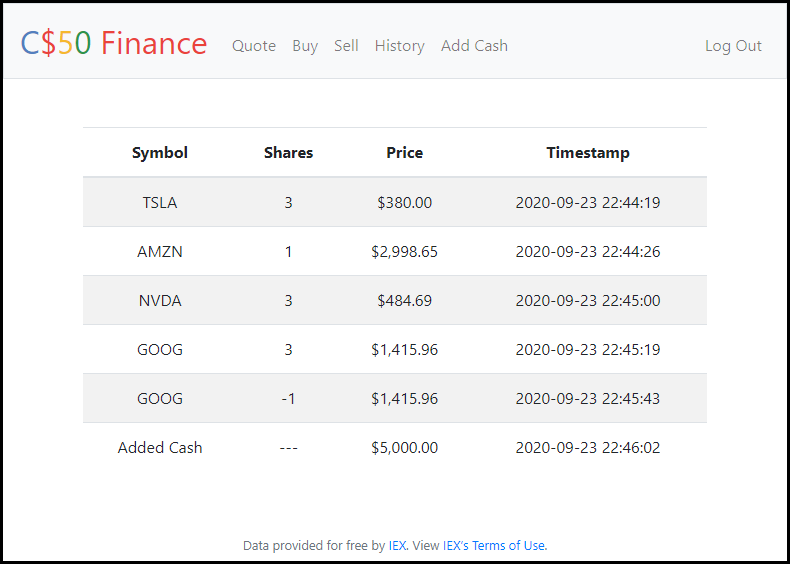 C$50 Finance Quote Buy Sell History Add Cash Log Out
Symbol Shares Price Timestamp
TSLA 3 $380.00 2020-09-23 22:44:19
AMZN 1 $2,998.65 2020-09-23 22:44:26
NVDA 3 $484.69 2020-09-23 22:45:00
GOOG 3 $1,415.96 2020-09-23 22:45:19
GOOG -1 $1,415.96 2020-09-23 22:45:43
Added Cash --- $5,000.00 2020-09-23 22:46:02
Data provided for free by IEX. View IEX's Terms of Use.